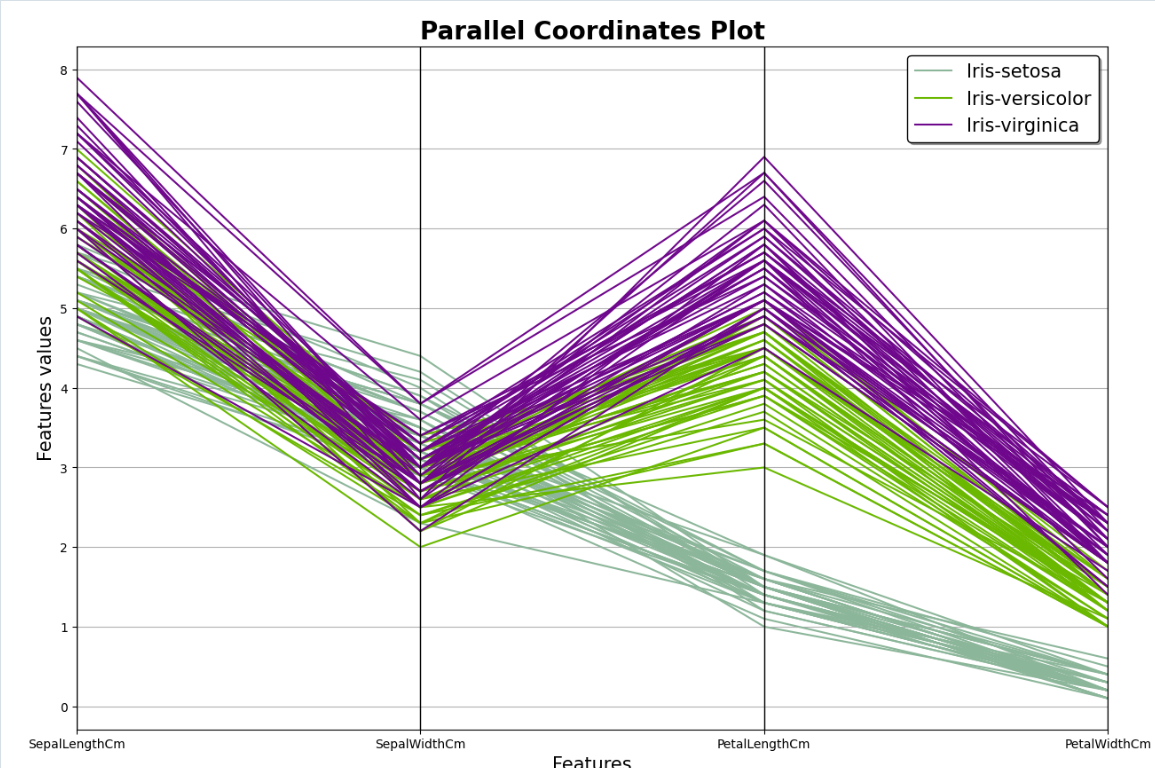 Parallel Coordinates Plot
Iris-setosa
Iris-versicolor
Iris-virginica
8
7
6
5
4
3
2
1
0
Features values
SepalLengthCm SepalWidthCm PetalLengthCm PetalWidthCm
Features